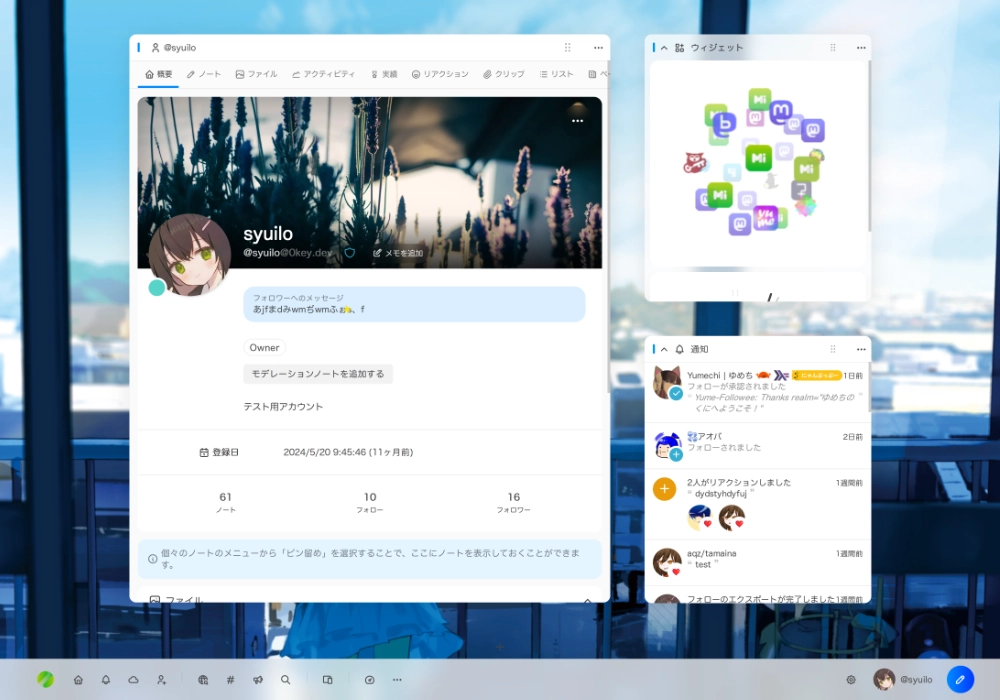 @syuilo
概要 ノート ファイル アクティビティ 実績 リアクション クリップ リスト ペ
syuilo
@syuilo@0key.dev メモを追加
フォロワーへのメッセージ
Owner
モデレーションノートを追加する
テスト用アカウント
登録日 2024/5/20 9:45:46 (11ヶ月前)
61 10 16
ノート フォロー フォロワー
個々のノートのメニューから「ピン留め」を選択することで、ここにノートを表示しておくことができま
す。
ファイル
ウィジェット
Mi
Mi
Mi
Mi
通知
Yumechi | ゆめち 1日前
フォローが承認されました
“ Yume-Followee: Thanks realm="ゆめちの ”
くにへようこそ！"
アオバ 2日前
フォローされました
2人がリアクションしました 1週間前
“ dydstyhdyfuj ”
aqz/tamaina 1週間前
“ test ”
フォローのエクスポートが完了しました 1週間前
@syuilo